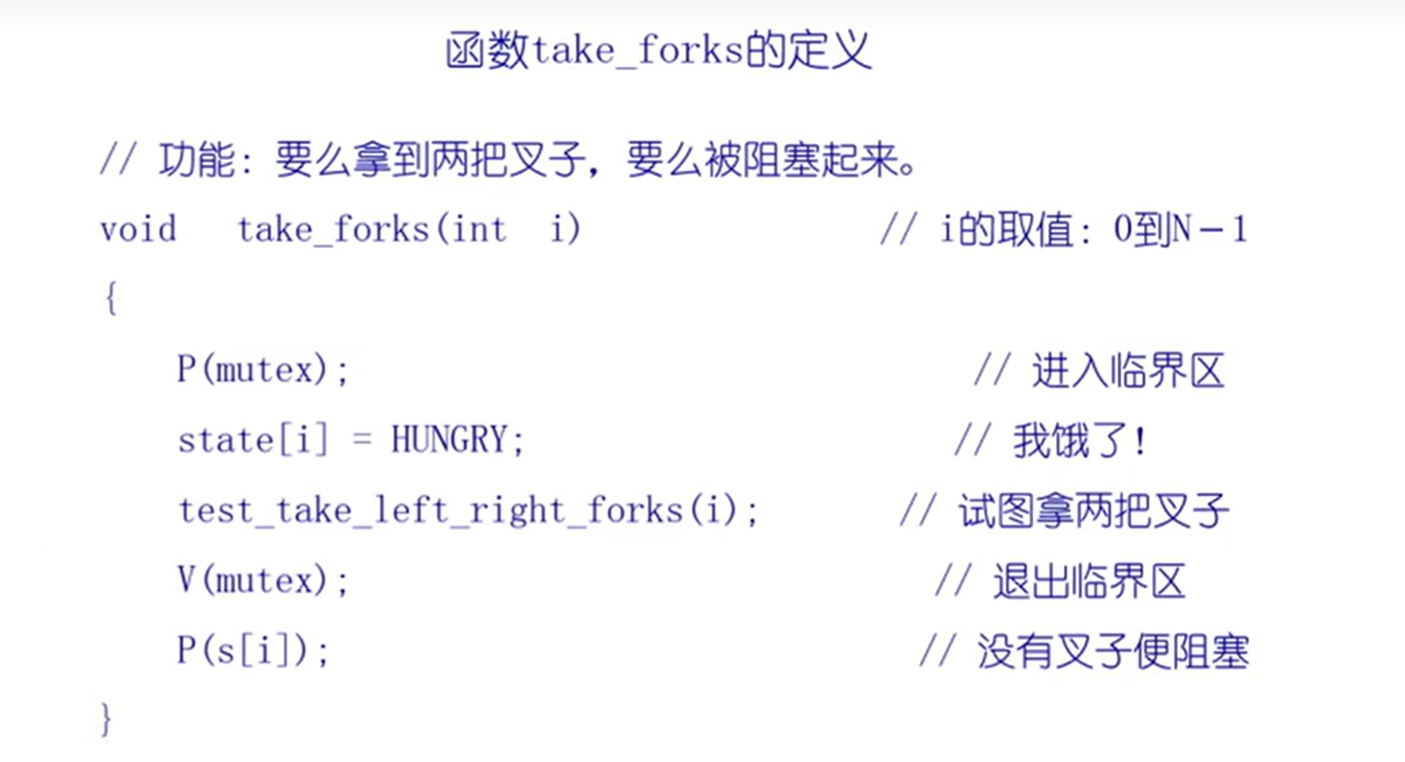 函数take_forks的定义
// 功能：要么拿到两把叉子，要么被阻塞起来。
void take_forks(int i) // i的取值：0到N－1
{
P(mutex); // 进入临界区
state[i] = HUNGRY; // 我饿了！
test_take_left_right_forks(i); // 试图拿两把叉子
V(mutex); // 退出临界区
P(s[i]); // 没有叉子便阻塞
}